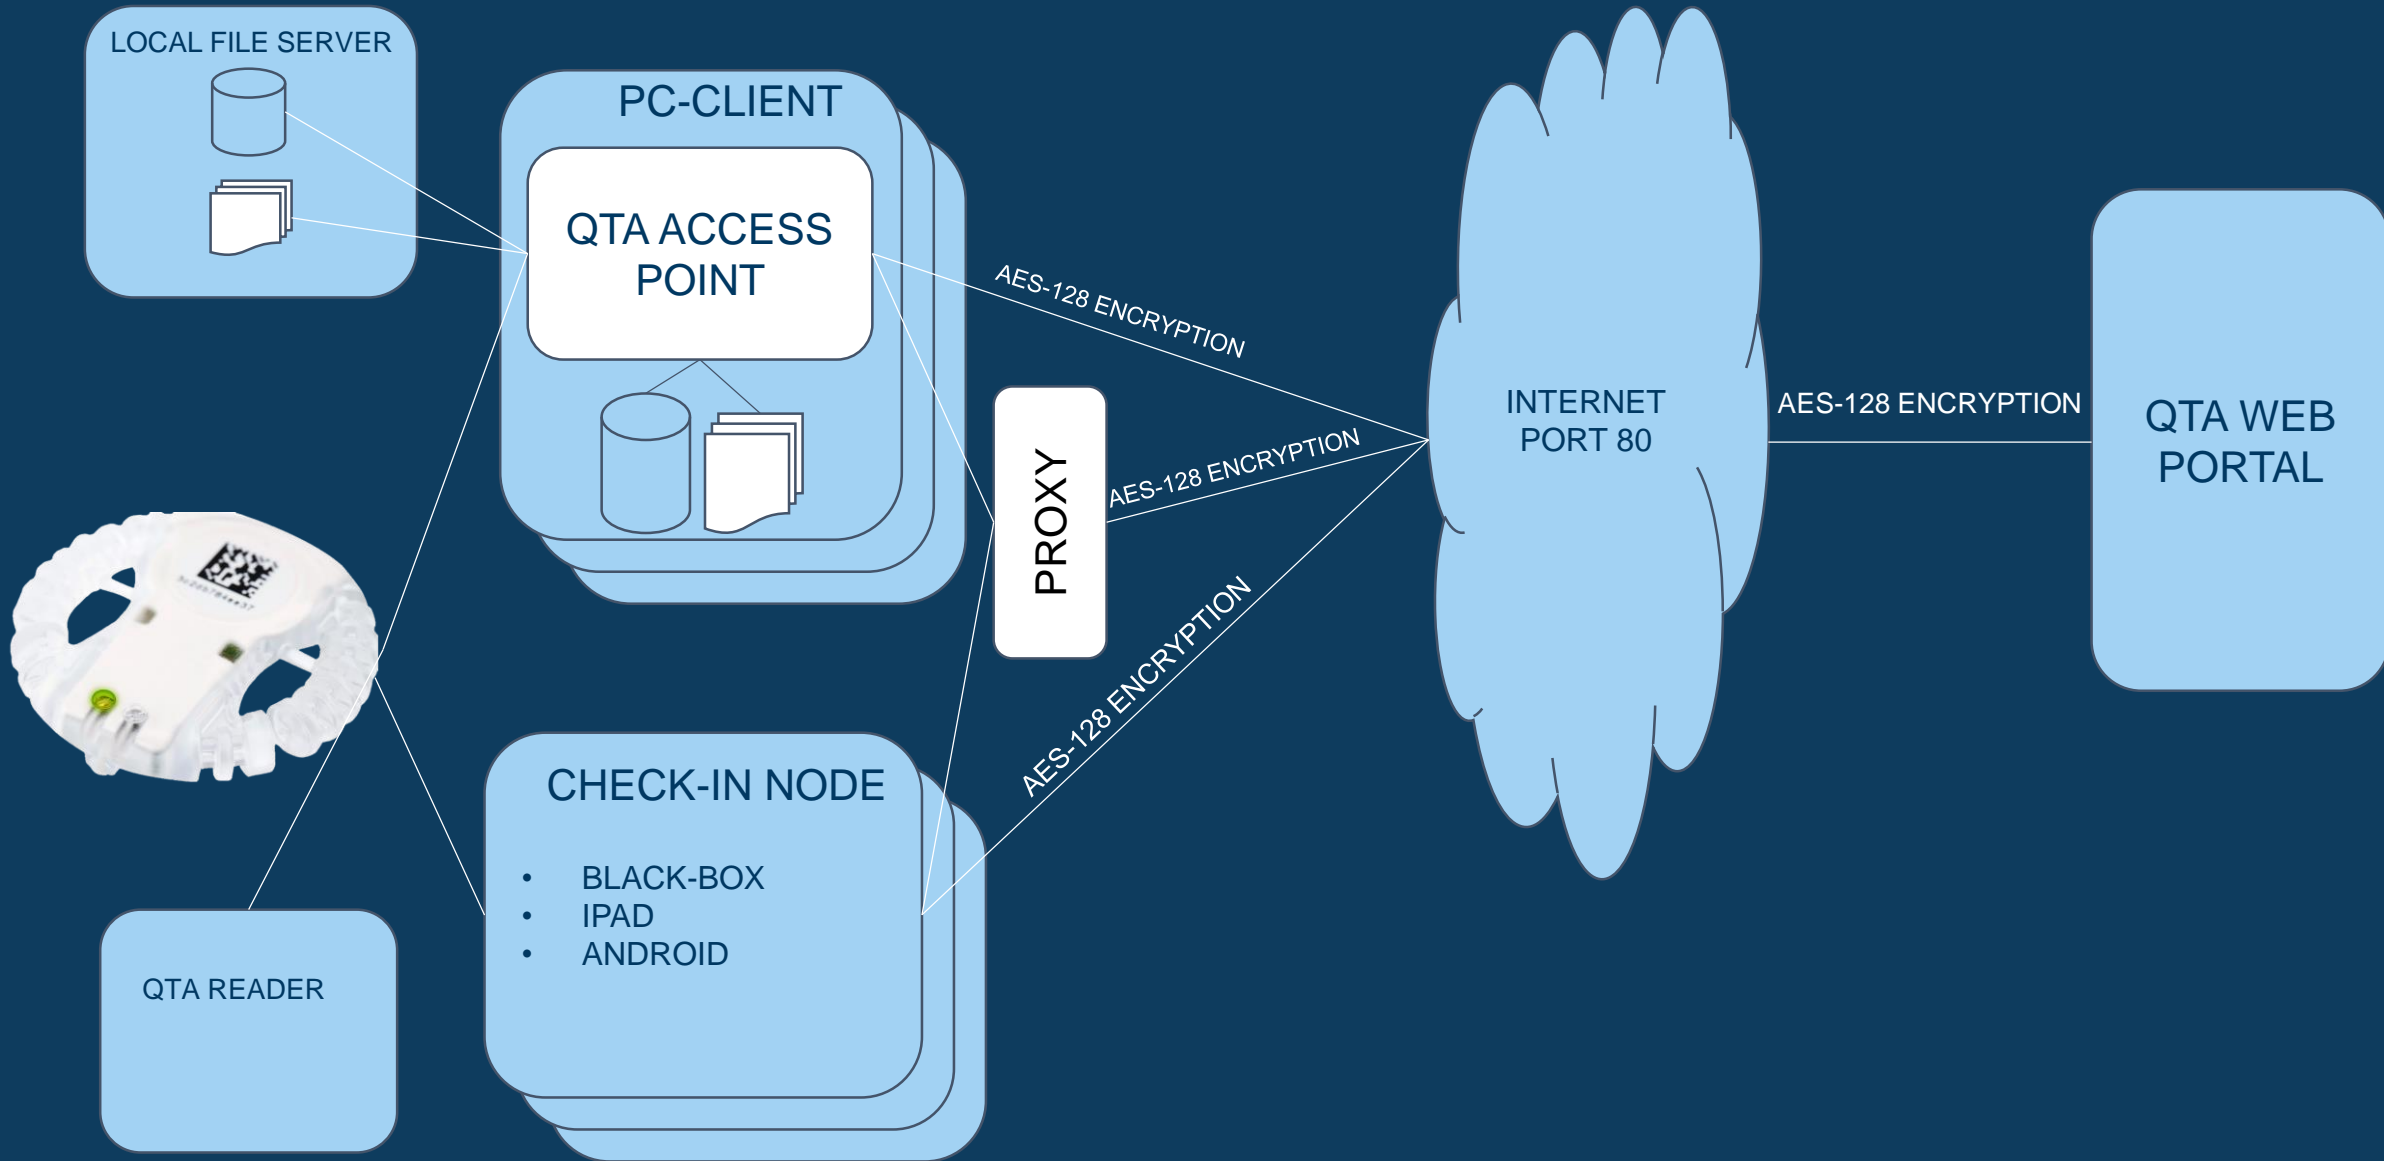 LOCAL FILE SERVER
PC-CLIENT
QTA ACCESS
POINT
AES-128 ENCRYPTION
PROXY
AES-128 ENCRYPTION
AES-128 ENCRYPTION
INTERNET
PORT 80
AES-128 ENCRYPTION
QTA WEB
PORTAL
CHECK-IN NODE
• BLACK-BOX
• IPAD
• ANDROID
QTA READER